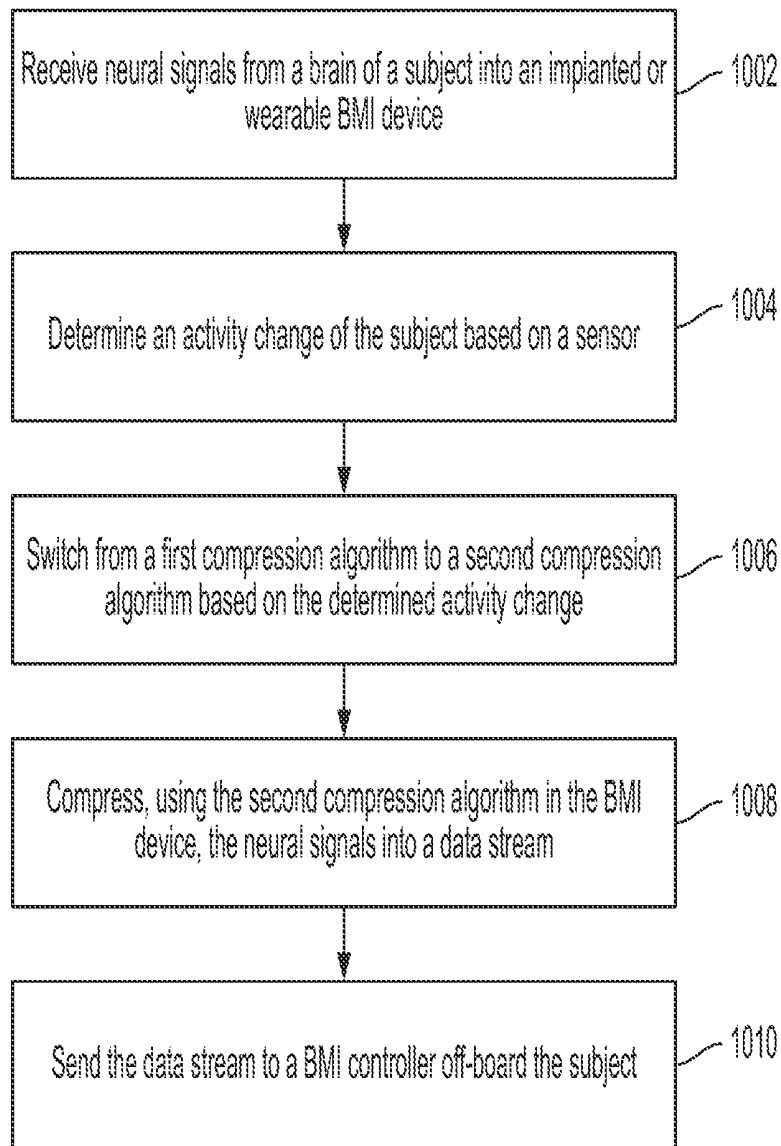 Receive neural signals from a brain of a subject into an implanted or
wearable BMI device
1002
Determine an activity change of the subject based on a sensor
1004
Switch from a first compression algorithm to a second compression
algorithm based on the determined activity change
1006
Compress, using the second compression algorithm in the BMI
device, the neural signals into a data stream
1008
Send the data stream to a BMI controller off-board the subject
1010